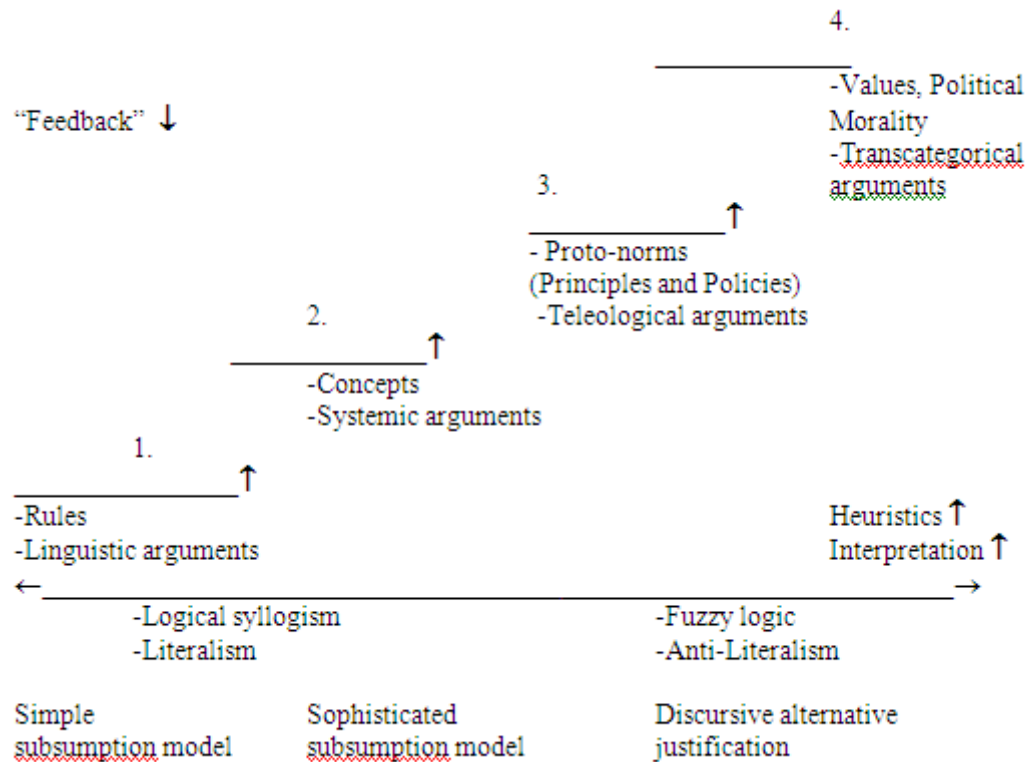 4.
-Values, Political
“Feedback” ↓
Morality
-Transcategorical
arguments
3.
↑
- Proto-norms
(Principles and Policies)
-Teleological arguments
2.
↑
-Concepts
-Systemic arguments
1.
↑
-Rules
-Linguistic arguments
Heuristics ↑
Interpretation ↑
← →
-Logical syllogism
-Literalism
-Fuzzy logic
-Anti-Literalism
Simple
subsumption model
Sophisticated
subsumption model
Discursive alternative
justification